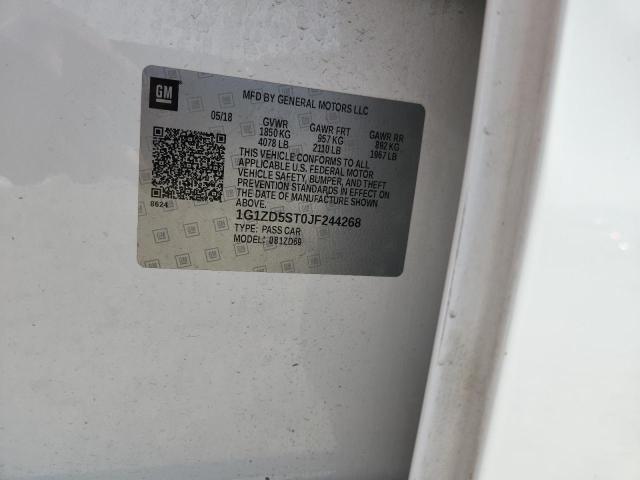 GM
MFD BY GENERAL MOTORS LLC
05/18
GVWR GAWR FRT GAWR RR
1850 KG 957 KG 892 KG
4078 LB 2110 LB 1967 LB
THIS VEHICLE CONFORMS TO ALL
APPLICABLE U.S. FEDERAL MOTOR
VEHICLE SAFETY, BUMPER, AND THEFT
PREVENTION STANDARDS IN EFFECT ON
THE DATE OF MANUFACTURE SHOWN
ABOVE.
8624
1G1ZD5ST0JF244268
TYPE: PASS CAR
MODEL: 081ZD69